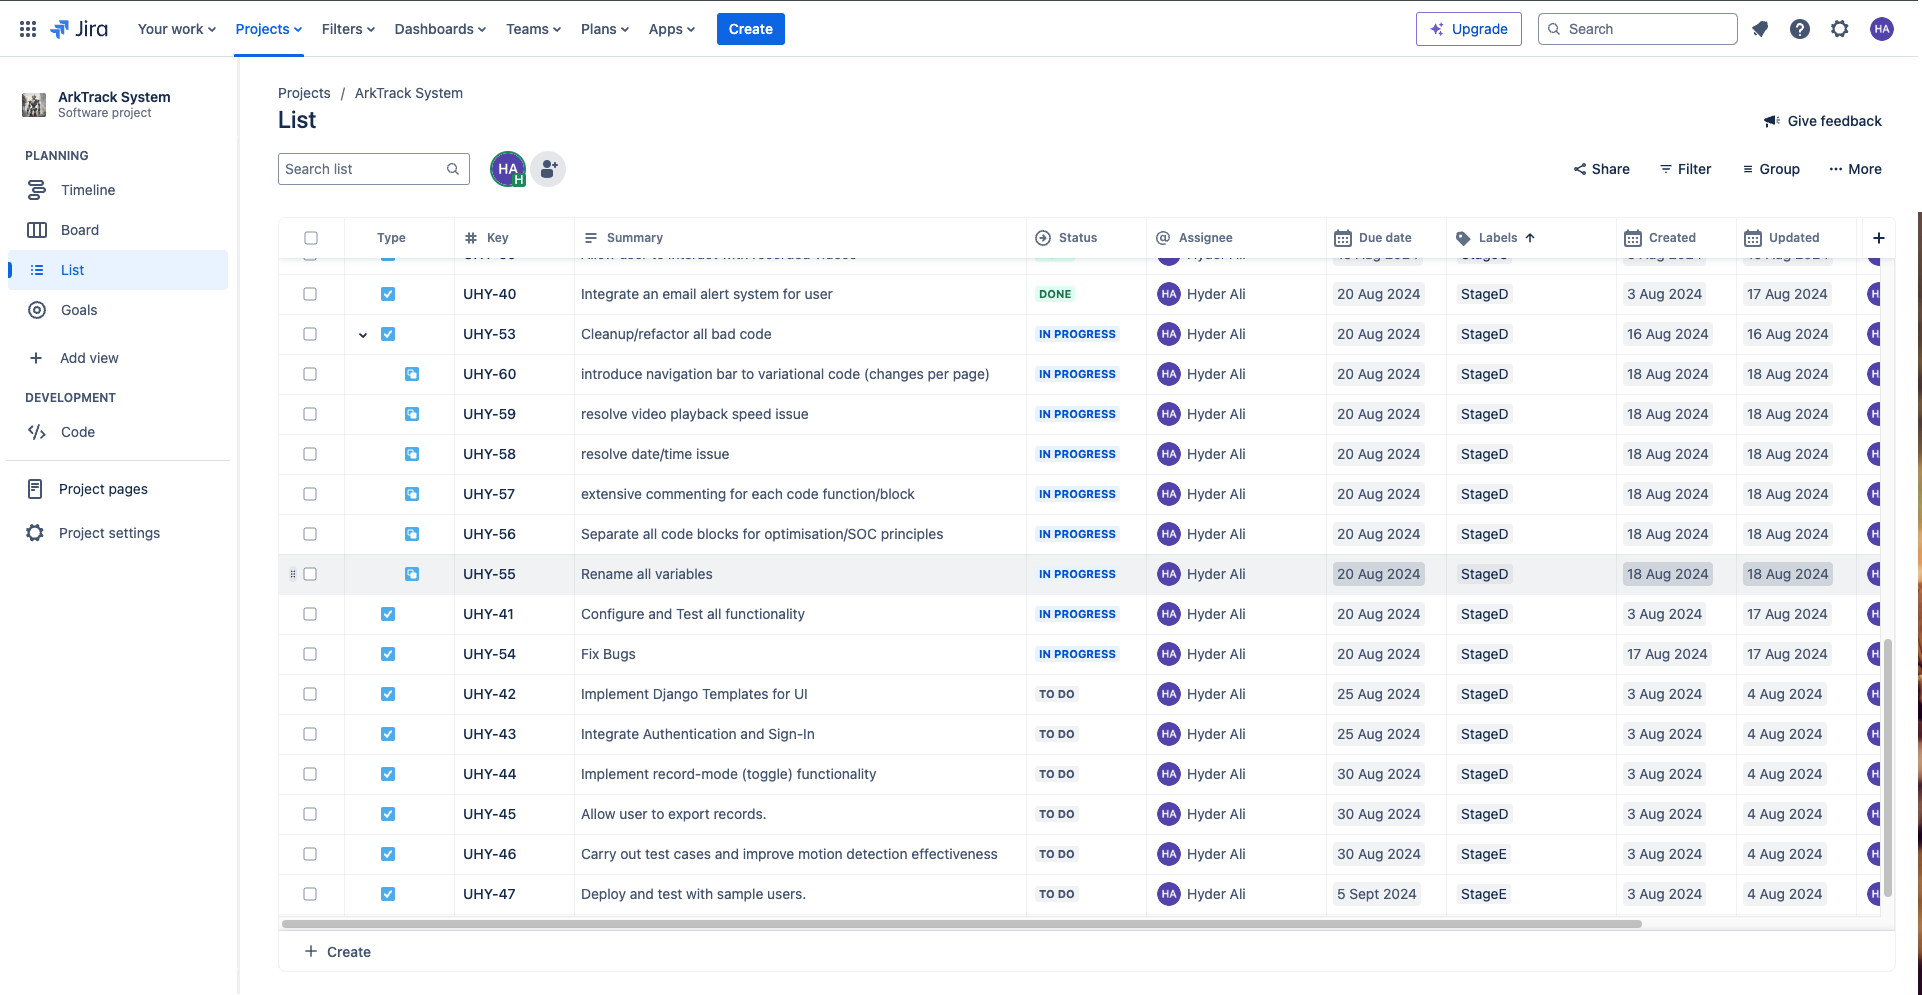 Jira Your work Projects Filters Dashboards Teams Plans Apps Create Upgrade Search HA
ArkTrack System
Software project
PLANNING
Timeline
Board
List
Goals
Add view
DEVELOPMENT
Code
Project pages
Project settings
Projects / ArkTrack System
List
Give feedback
Search list HA H Share Filter Group More
Type Key Summary Status Assignee Due date Labels Created Updated
UHY-40 Integrate an email alert system for user DONE HA Hyder Ali 20 Aug 2024 StageD 3 Aug 2024 17 Aug 2024
UHY-53 Cleanup/refactor all bad code IN PROGRESS HA Hyder Ali 20 Aug 2024 StageD 16 Aug 2024 16 Aug 2024
UHY-60 introduce navigation bar to variational code (changes per page) IN PROGRESS HA Hyder Ali 20 Aug 2024 StageD 18 Aug 2024 18 Aug 2024
UHY-59 resolve video playback speed issue IN PROGRESS HA Hyder Ali 20 Aug 2024 StageD 18 Aug 2024 18 Aug 2024
UHY-58 resolve date/time issue IN PROGRESS HA Hyder Ali 20 Aug 2024 StageD 18 Aug 2024 18 Aug 2024
UHY-57 extensive commenting for each code function/block IN PROGRESS HA Hyder Ali 20 Aug 2024 StageD 18 Aug 2024 18 Aug 2024
UHY-56 Separate all code blocks for optimisation/SOC principles IN PROGRESS HA Hyder Ali 20 Aug 2024 StageD 18 Aug 2024 18 Aug 2024
UHY-55 Rename all variables IN PROGRESS HA Hyder Ali 20 Aug 2024 StageD 18 Aug 2024 18 Aug 2024
UHY-41 Configure and Test all functionality IN PROGRESS HA Hyder Ali 20 Aug 2024 StageD 3 Aug 2024 17 Aug 2024
UHY-54 Fix Bugs IN PROGRESS HA Hyder Ali 20 Aug 2024 StageD 17 Aug 2024 17 Aug 2024
UHY-42 Implement Django Templates for UI TO DO HA Hyder Ali 25 Aug 2024 StageD 3 Aug 2024 4 Aug 2024
UHY-43 Integrate Authentication and Sign-In TO DO HA Hyder Ali 25 Aug 2024 StageD 3 Aug 2024 4 Aug 2024
UHY-44 Implement record-mode (toggle) functionality TO DO HA Hyder Ali 30 Aug 2024 StageD 3 Aug 2024 4 Aug 2024
UHY-45 Allow user to export records. TO DO HA Hyder Ali 30 Aug 2024 StageD 3 Aug 2024 4 Aug 2024
UHY-46 Carry out test cases and improve motion detection effectiveness TO DO HA Hyder Ali 30 Aug 2024 StageE 3 Aug 2024 4 Aug 2024
UHY-47 Deploy and test with sample users. TO DO HA Hyder Ali 5 Sept 2024 StageE 3 Aug 2024 4 Aug 2024
Create